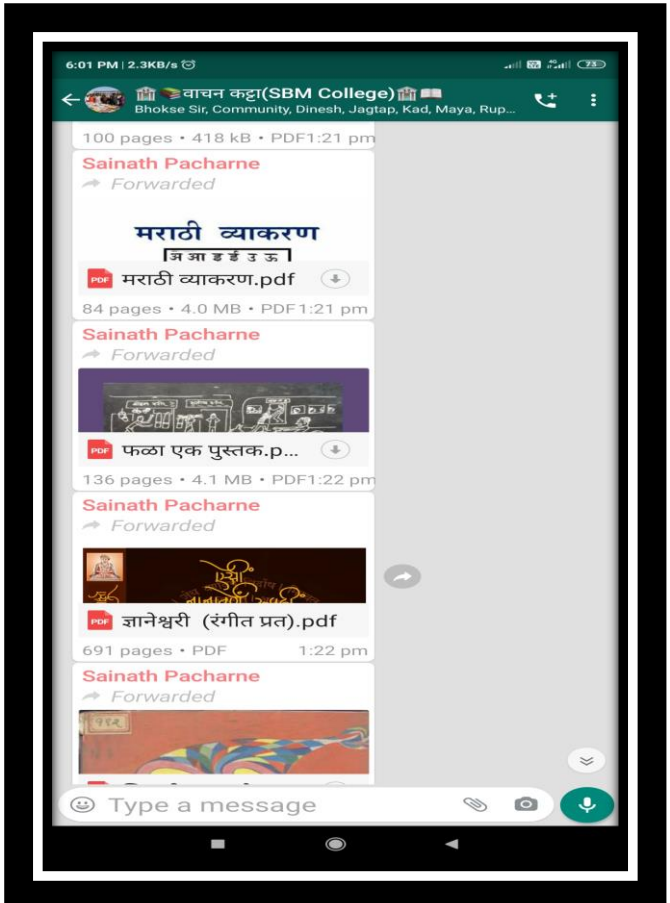 6:01 PM | 2.3KB/s
73
वाचन कट्टा(SBM College)
Bhokse Sir, Community, Dinesh, Jagtap, Kad, Maya, Rup...
100 pages • 418 kB • PDF 1:21 pm
Sainath Pacharne
Forwarded
मराठी व्याकरण
अ आ इ ई उ ऊ
PDF मराठी व्याकरण.pdf
84 pages • 4.0 MB • PDF 1:21 pm
Sainath Pacharne
Forwarded
PDF फळा एक पुस्तक.p...
136 pages • 4.1 MB • PDF 1:22 pm
Sainath Pacharne
Forwarded
PDF ज्ञानेश्वरी (रंगीत प्रत).pdf
691 pages • PDF 1:22 pm
Sainath Pacharne
Forwarded
Type a message